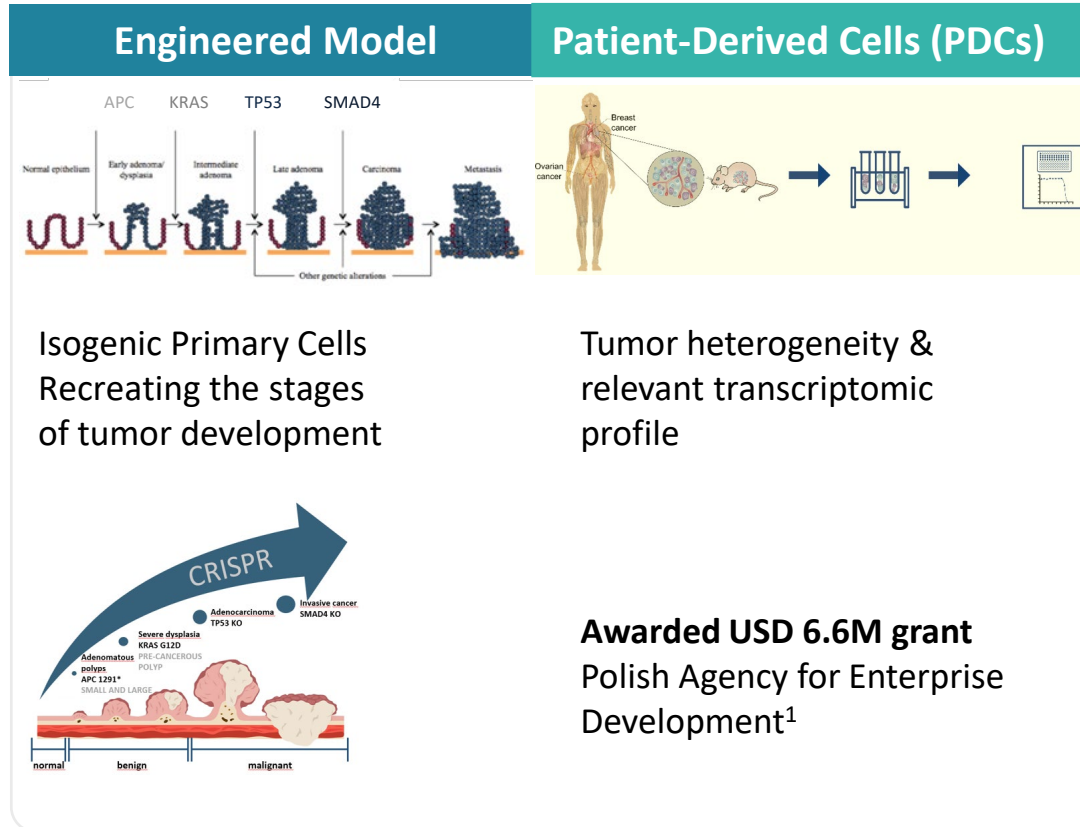 Engineered Model
APC KRAS TP53 SMAD4
Normal epithelium
Early adenoma/
dysplasia
Intermediate
adenoma
Late adenoma
Carcinoma
Metastasis
Other genetic alterations
Isogenic Primary Cells
Recreating the stages
of tumor development
CRISPR
Adenomatous
polyps
APC 1291*
SMALL AND LARGE
Severe dysplasia
KRAS G12D
PRE-CANCEROUS
POLYP
Adenocarcinoma
TP53 KO
Invasive cancer
SMAD4 KO
normal
benign
malignant
Patient-Derived Cells (PDCs)
Breast
cancer
Ovarian
cancer
Tumor heterogeneity &
relevant transcriptomic
profile
Awarded USD 6.6M grant
Polish Agency for Enterprise
Development¹